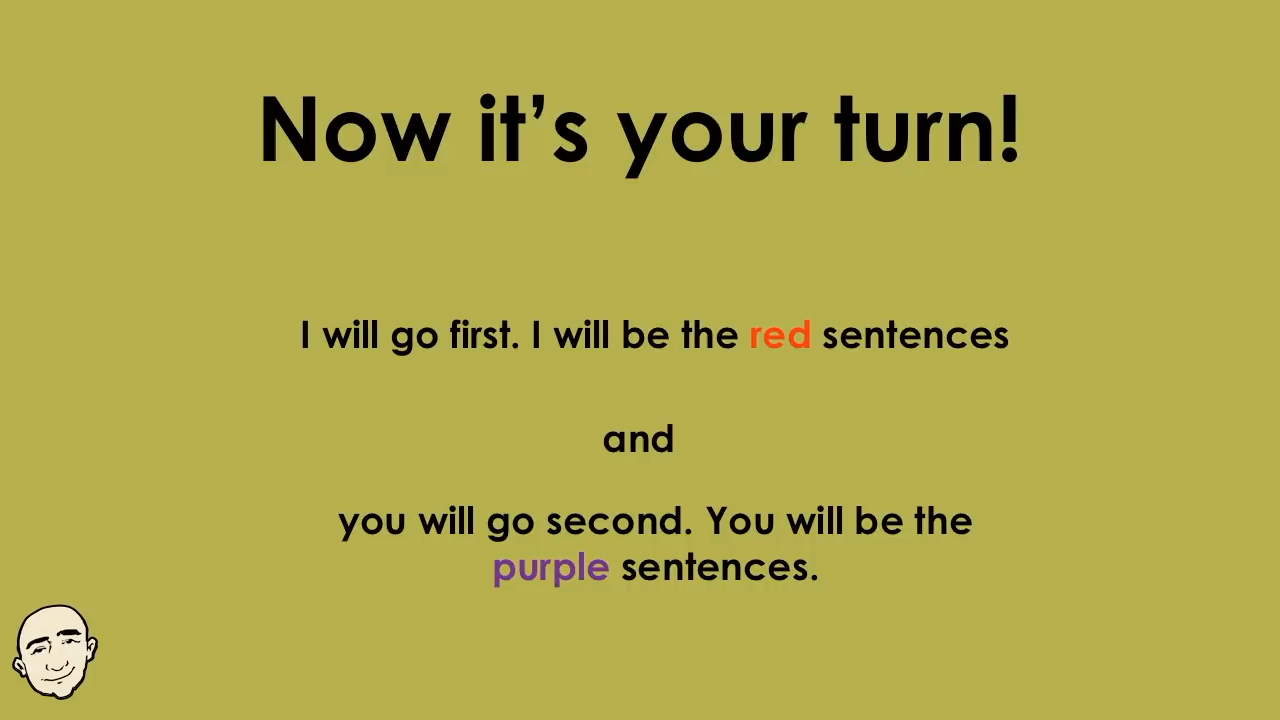 Now it’s your turn!
I will go first. I will be the red sentences
and
you will go second. You will be the
purple sentences.